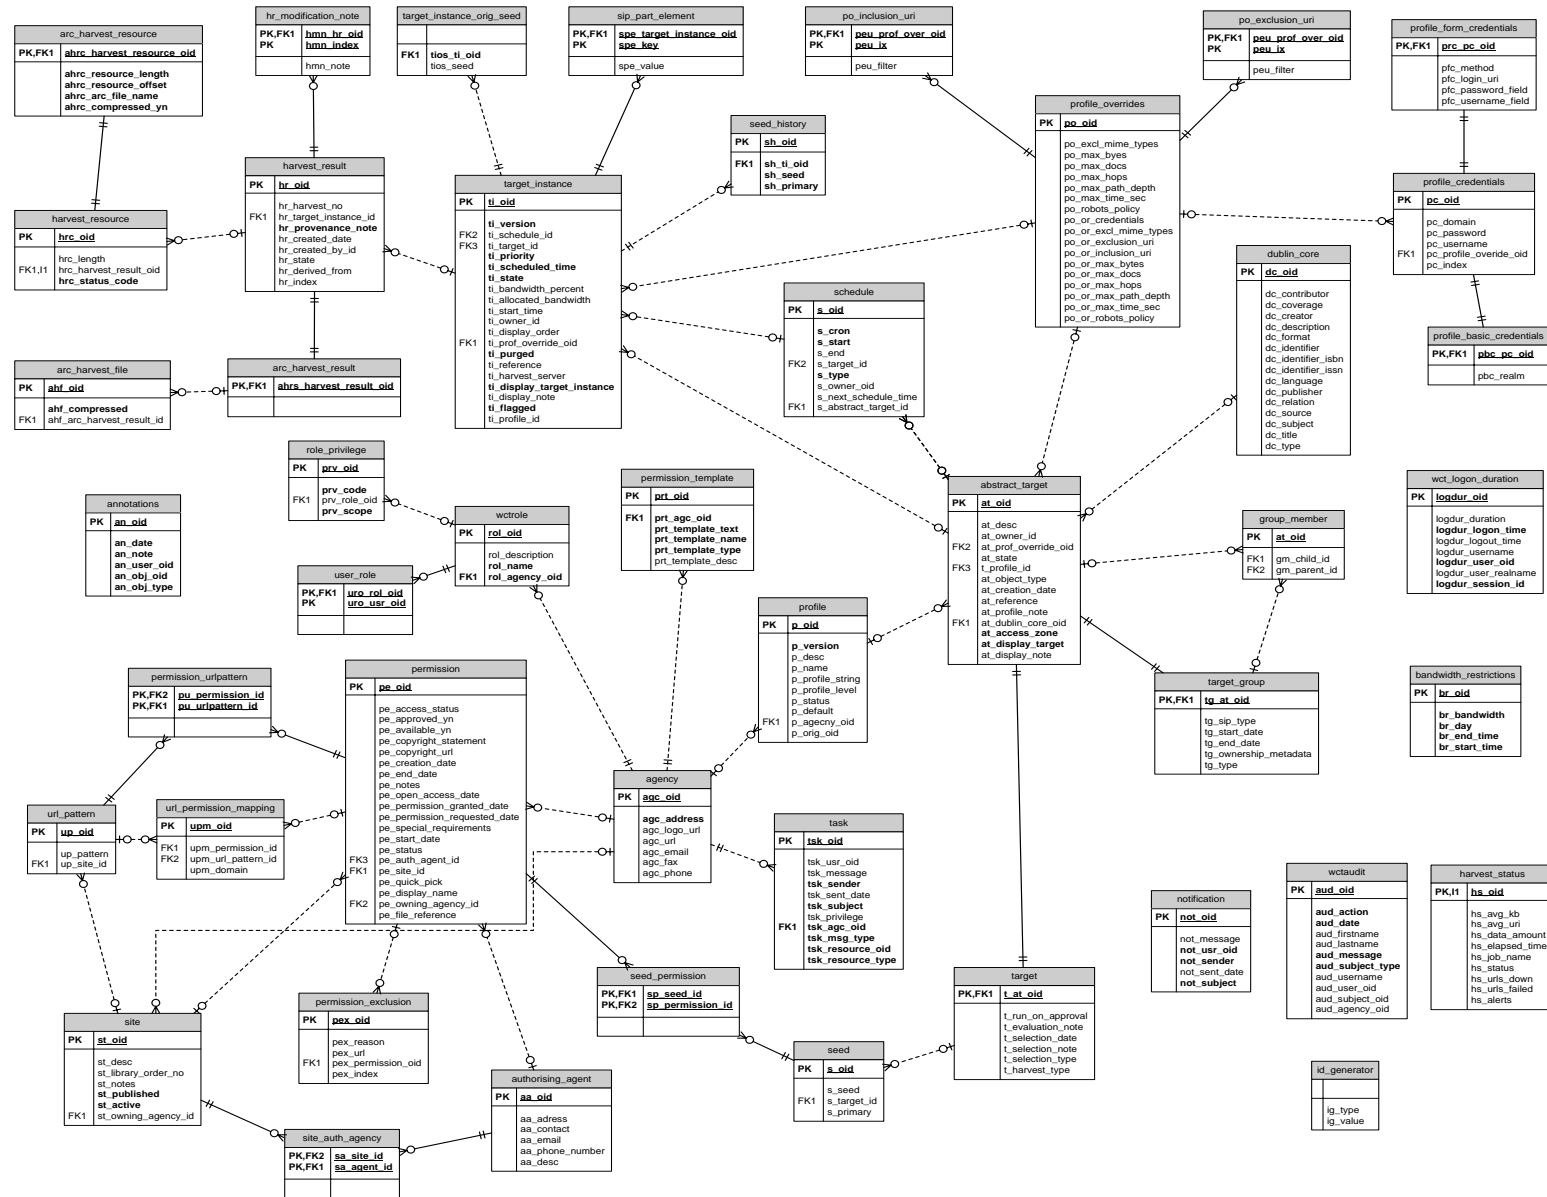 arc_harvest_resource
PK,FK1 ahrc_harvest_resource_oid
ahrc_resource_length
ahrc_resource_offset
ahrc_arc_file_name
ahrc_compressed_yn
hr_modification_note
PK,FK1 hmn_hr_oid
PK hmn_index
hmn_note
target_instance_orig_seed
FK1 tios_ti_oid
tios_seed
sip_part_element
PK,FK1 spe_target_instance_oid
PK spe_key
spe_value
po_inclusion_uri
PK,FK1 peu_prof_over_oid
PK peu_ix
peu_filter
po_exclusion_uri
PK,FK1 peu_prof_over_oid
PK peu_ix
peu_filter
profile_form_credentials
PK,FK1 prc_pc_oid
pfc_method
pfc_login_uri
pfc_password_field
pfc_username_field
seed_history
PK sh_oid
FK1 sh_ti_oid
sh_seed
sh_primary
profile_overrides
PK po_oid
po_excl_mime_types
po_max_byes
po_max_docs
po_max_hops
po_max_path_depth
po_max_time_sec
po_robots_policy
po_or_credentials
po_or_excl_mime_types
po_or_exclusion_uri
po_or_inclusion_uri
po_or_max_bytes
po_or_max_docs
po_or_max_hops
po_or_max_path_depth
po_or_max_time_sec
po_or_robots_policy
harvest_result
PK hr_oid
hr_harvest_no
FK1 hr_target_instance_id
hr_provenance_note
hr_created_date
hr_created_by_id
hr_state
hr_derived_from
hr_index
target_instance
PK ti_oid
ti_version
FK2 ti_schedule_id
FK3 ti_target_id
ti_priority
ti_scheduled_time
ti_state
ti_bandwidth_percent
ti_allocated_bandwidth
ti_start_time
ti_owner_id
ti_display_order
FK1 ti_prof_override_oid
ti_purged
ti_reference
ti_harvest_server
ti_display_target_instance
ti_display_note
ti_flagged
ti_profile_id
profile_credentials
PK pc_oid
pc_domain
pc_password
pc_username
FK1 pc_profile_overide_oid
pc_index
harvest_resource
PK hrc_oid
hrc_length
FK1,I1 hrc_harvest_result_oid
hrc_status_code
dublin_core
PK dc_oid
dc_contributor
dc_coverage
dc_creator
dc_description
dc_format
dc_identifier
dc_identifier_isbn
dc_identifier_issn
dc_language
dc_publisher
dc_relation
dc_source
dc_subject
dc_title
dc_type
schedule
PK s_oid
s_cron
s_start
s_end
FK2 s_target_id
s_type
s_owner_oid
s_next_schedule_time
FK1 s_abstract_target_id
profile_basic_credentials
PK,FK1 pbc_pc_oid
pbc_realm
arc_harvest_file
PK ahf_oid
ahf_compressed
FK1 ahf_arc_harvest_result_id
arc_harvest_result
PK,FK1 ahrs_harvest_result_oid
role_privilege
PK prv_oid
prv_code
FK1 prv_role_oid
prv_scope
permission_template
PK prt_oid
FK1 prt_agc_oid
prt_template_text
prt_template_name
prt_template_type
prt_template_desc
abstract_target
PK at_oid
at_desc
at_owner_id
FK2 at_prof_override_oid
at_state
FK3 t_profile_id
at_object_type
at_creation_date
at_reference
at_profile_note
FK1 at_dublin_core_oid
at_access_zone
at_display_target
at_display_note
wct_logon_duration
PK logdur_oid
logdur_duration
logdur_logon_time
logdur_logout_time
logdur_username
logdur_user_oid
logdur_user_realname
logdur_session_id
annotations
PK an_oid
an_date
an_note
an_user_oid
an_obj_oid
an_obj_type
wctrole
PK rol_oid
rol_description
rol_name
FK1 rol_agency_oid
group_member
PK at_oid
FK1 gm_child_id
FK2 gm_parent_id
user_role
PK,FK1 uro_rol_oid
PK uro_usr_oid
profile
PK p_oid
p_version
p_desc
p_name
p_profile_string
p_profile_level
p_status
p_default
FK1 p_agecny_oid
p_orig_oid
permission_urlpattern
PK,FK2 pu_permission_id
PK,FK1 pu_urlpattern_id
permission
PK pe_oid
pe_access_status
pe_approved_yn
pe_available_yn
pe_copyright_statement
pe_copyright_url
pe_creation_date
pe_end_date
pe_notes
pe_open_access_date
pe_permission_granted_date
pe_permission_requested_date
pe_special_requirements
pe_start_date
pe_status
FK3 pe_auth_agent_id
FK1 pe_site_id
pe_quick_pick
pe_display_name
FK2 pe_owning_agency_id
pe_file_reference
target_group
PK,FK1 tg_at_oid
tg_sip_type
tg_start_date
tg_end_date
tg_ownership_metadata
tg_type
bandwidth_restrictions
PK br_oid
br_bandwidth
br_day
br_end_time
br_start_time
agency
PK agc_oid
agc_address
agc_logo_url
agc_url
agc_email
agc_fax
agc_phone
url_pattern
PK up_oid
up_pattern
FK1 up_site_id
url_permission_mapping
PK upm_oid
FK1 upm_permission_id
FK2 upm_url_pattern_id
upm_domain
task
PK tsk_oid
tsk_usr_oid
tsk_message
tsk_sender
tsk_sent_date
tsk_subject
tsk_privilege
FK1 tsk_agc_oid
tsk_msg_type
tsk_resource_oid
tsk_resource_type
notification
PK not_oid
not_message
not_usr_oid
not_sender
not_sent_date
not_subject
wctaudit
PK aud_oid
aud_action
aud_date
aud_firstname
aud_lastname
aud_message
aud_subject_type
aud_username
aud_user_oid
aud_subject_oid
aud_agency_oid
harvest_status
PK,I1 hs_oid
hs_avg_kb
hs_avg_uri
hs_data_amount
hs_elapsed_time
hs_job_name
hs_status
hs_urls_down
hs_urls_failed
hs_alerts
seed_permission
PK,FK1 sp_seed_id
PK,FK2 sp_permission_id
target
PK,FK1 t_at_oid
t_run_on_approval
t_evaluation_note
t_selection_date
t_selection_note
t_selection_type
t_harvest_type
permission_exclusion
PK pex_oid
pex_reason
pex_url
FK1 pex_permission_oid
pex_index
site
PK st_oid
st_desc
st_library_order_no
st_notes
st_published
st_active
FK1 st_owning_agency_id
seed
PK s_oid
s_seed
FK1 s_target_id
s_primary
authorising_agent
PK aa_oid
aa_adress
aa_contact
aa_email
aa_phone_number
aa_desc
id_generator
ig_type
ig_value
site_auth_agency
PK,FK2 sa_site_id
PK,FK1 sa_agent_id